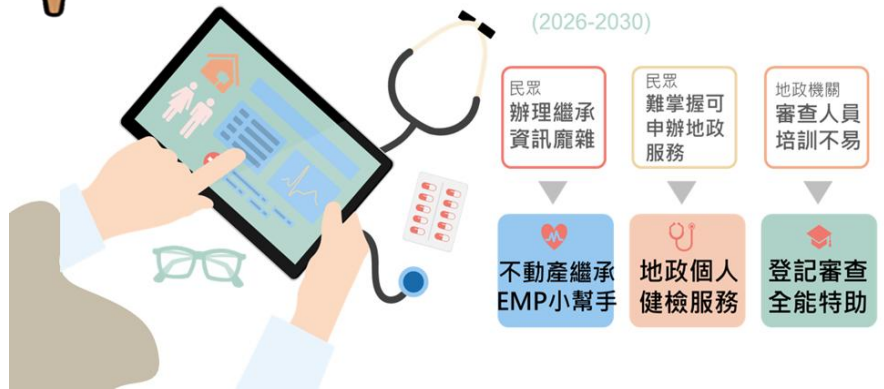 (2026-2030)
民眾
辦理繼承
資訊龐雜
民眾
難掌握可
申辦地政
服務
地政機關
審查人員
培訓不易
不動產繼承
EMP小幫手
地政個人
健檢服務
登記審查
全能特助